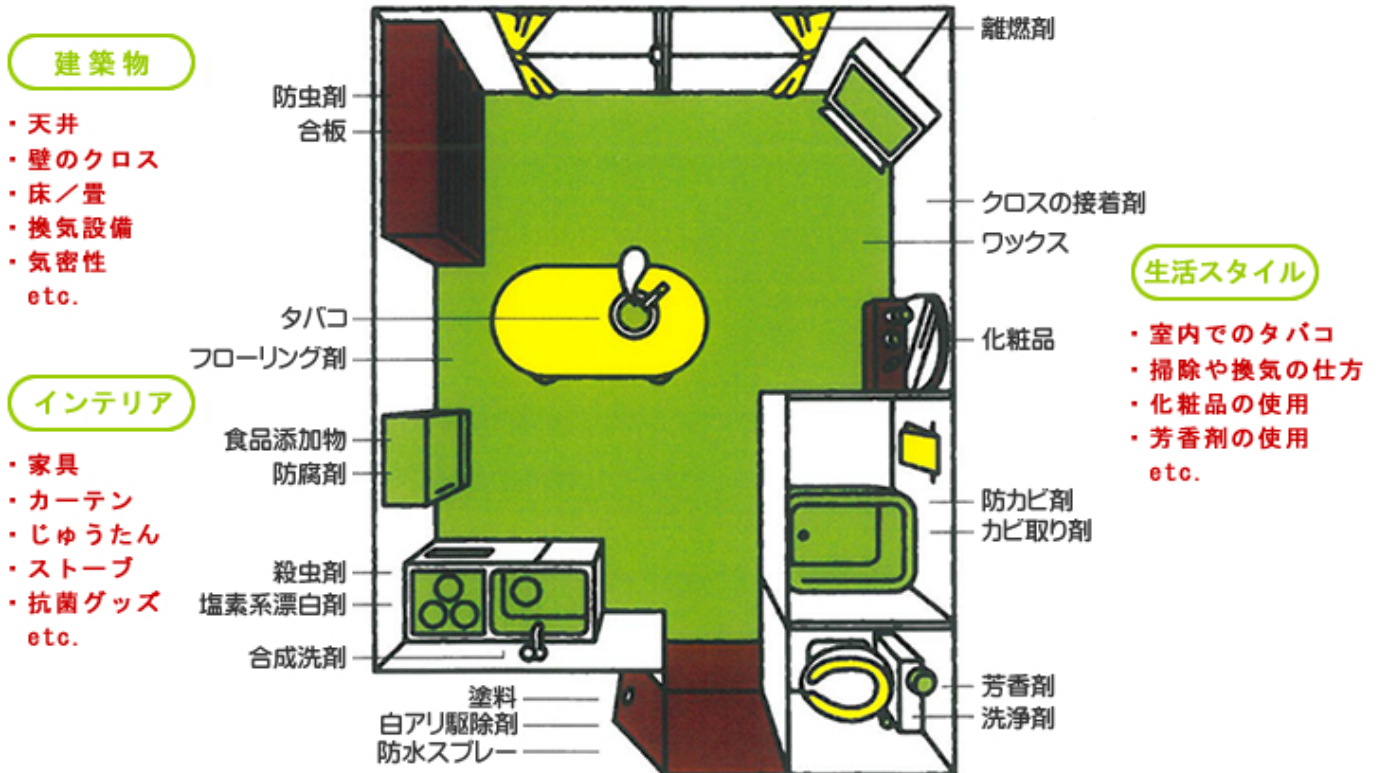 建築物
・天井
・壁のクロス
・床／畳
・換気設備
・気密性
etc.
インテリア
・家具
・カーテン
・じゅうたん
・ストーブ
・抗菌グッズ
etc.
防虫剤
合板
タバコ
フローリング剤
食品添加物
防腐剤
殺虫剤
塩素系漂白剤
合成洗剤
塗料
白アリ駆除剤
防水スプレー
離燃剤
クロスの接着剤
ワックス
化粧品
防カビ剤
カビ取り剤
芳香剤
洗浄剤
生活スタイル
・室内でのタバコ
・掃除や換気の仕方
・化粧品の使用
・芳香剤の使用
etc.